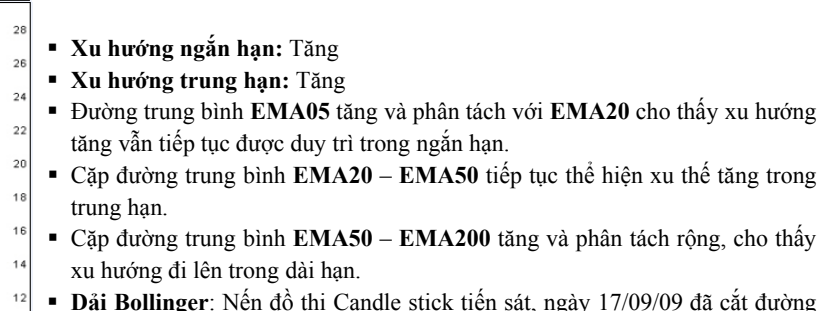 28
26
24
22
20
18
16
14
12
▪ Xu hướng ngắn hạn: Tăng
▪ Xu hướng trung hạn: Tăng
▪ Đường trung bình EMA05 tăng và phân tách với EMA20 cho thấy xu hướng
tăng vẫn tiếp tục được duy trì trong ngắn hạn.
▪ Cặp đường trung bình EMA20 – EMA50 tiếp tục thể hiện xu thế tăng trong
trung hạn.
▪ Cặp đường trung bình EMA50 – EMA200 tăng và phân tách rộng, cho thấy
xu hướng đi lên trong dài hạn.
▪ Dải Bollinger: Nến đồ thị Candle stick tiến sát, ngày 17/09/09 đã cắt đường